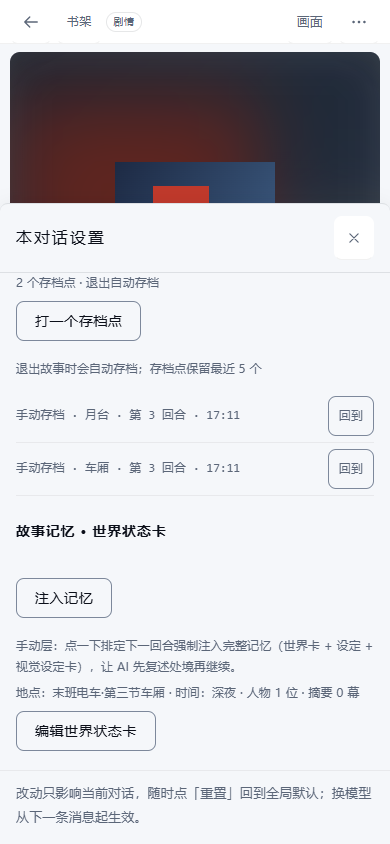 书架 剧情 画面
本对话设置
2 个存档点 · 退出自动存档
打一个存档点
退出故事时会自动存档；存档点保留最近 5 个
手动存档 · 月台 · 第 3 回合 · 17:11 回到
手动存档 · 车厢 · 第 3 回合 · 17:11 回到
故事记忆 • 世界状态卡
注入记忆
手动层：点一下排定下一回合强制注入完整记忆（世界卡 + 设定 +
视觉设定卡），让 AI 先复述处境再继续。
地点：末班电车·第三节车厢 · 时间：深夜 · 人物 1 位 · 摘要 0 幕
编辑世界状态卡
改动只影响当前对话，随时点「重置」回到全局默认；换模型
从下一条消息起生效。